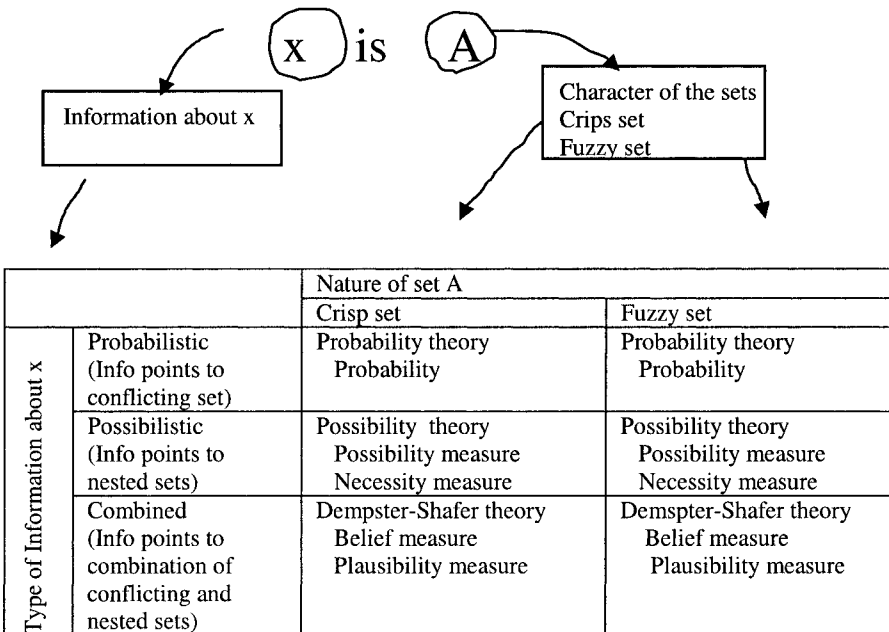 x is A
Information about x
Character of the sets
Crips set
Fuzzy set
Nature of set A
Crisp set Fuzzy set
Type of Information about x
Probabilistic
(Info points to
conflicting set)
Probability theory
Probability
Probability theory
Probability
Possibilistic
(Info points to
nested sets)
Possibility theory
Possibility measure
Necessity measure
Possibility theory
Possibility measure
Necessity measure
Combined
(Info points to
combination of
conflicting and
nested sets)
Dempster-Shafer theory
Belief measure
Plausibility measure
Demspter-Shafer theory
Belief measure
Plausibility measure